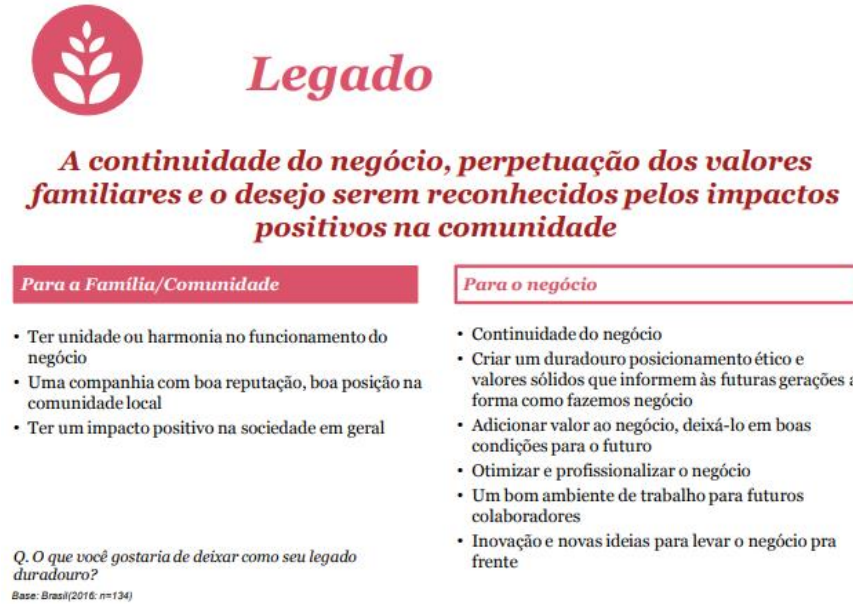 Legado
A continuidade do negócio, perpetuação dos valores
familiares e o desejo serem reconhecidos pelos impactos
positivos na comunidade
Para a Família/Comunidade
• Ter unidade ou harmonia no funcionamento do
negócio
• Uma companhia com boa reputação, boa posição na
comunidade local
• Ter um impacto positivo na sociedade em geral
Q. O que você gostaria de deixar como seu legado
duradouro?
Base: Brasil(2016: n=134)
Para o negócio
• Continuidade do negócio
• Criar um duradouro posicionamento ético e
valores sólidos que informem às futuras gerações a
forma como fazemos negócio
• Adicionar valor ao negócio, deixá-lo em boas
condições para o futuro
• Otimizar e profissionalizar o negócio
• Um bom ambiente de trabalho para futuros
colaboradores
• Inovação e novas ideias para levar o negócio pra
frente